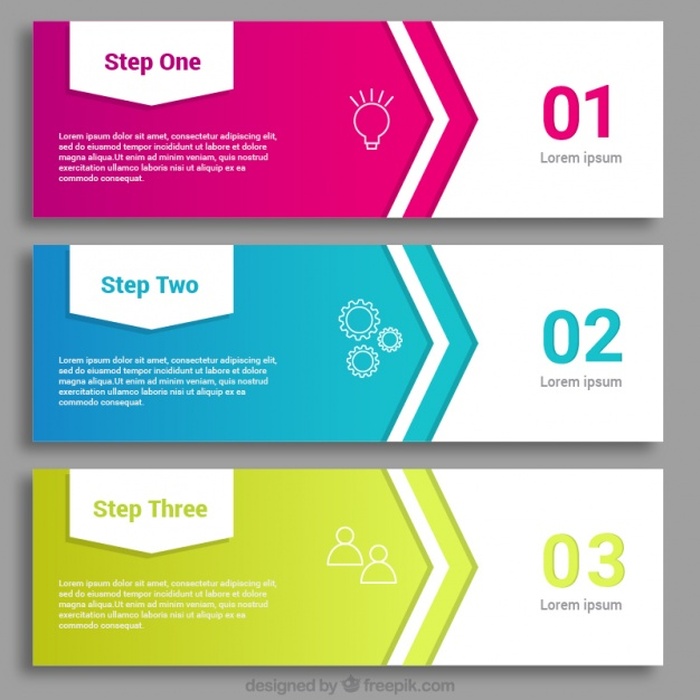 Step One
Lorem ipsum dolor sit amet, consectetur adipiscing elit,
sed do eiusmod tempor incididunt ut labore et dolore
magna aliqua. Ut enim ad minim veniam, quis nostrud
exercitation ullamco laboris nisi ut aliquip ex ea
commodo consequat.
01
Lorem ipsum
Step Two
Lorem ipsum dolor sit amet, consectetur adipiscing elit,
sed do eiusmod tempor incididunt ut labore et dolore
magna aliqua. Ut enim ad minim veniam, quis nostrud
exercitation ullamco laboris nisi ut aliquip ex ea
commodo consequat.
02
Lorem ipsum
Step Three
Lorem ipsum dolor sit amet, consectetur adipiscing elit,
sed do eiusmod tempor incididunt ut labore et dolore
magna aliqua. Ut enim ad minim veniam, quis nostrud
exercitation ullamco laboris nisi ut aliquip ex ea
commodo consequat.
03
Lorem ipsum
designed by freepik.com